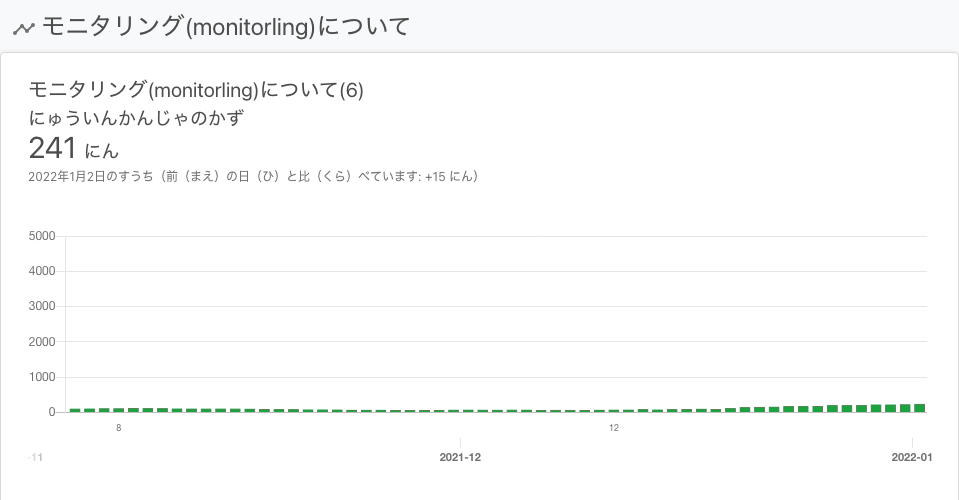 モニタリング(monitorling)について
モニタリング(monitorling)について(6)
にゅういんかんじゃのかず
241 にん
2022年1月2日のすうち（前（まえ）の日（ひ）と比（くら）べています: +15 にん）
5000
4000
3000
2000
1000
0
8
12
-11
2021-12
2022-01